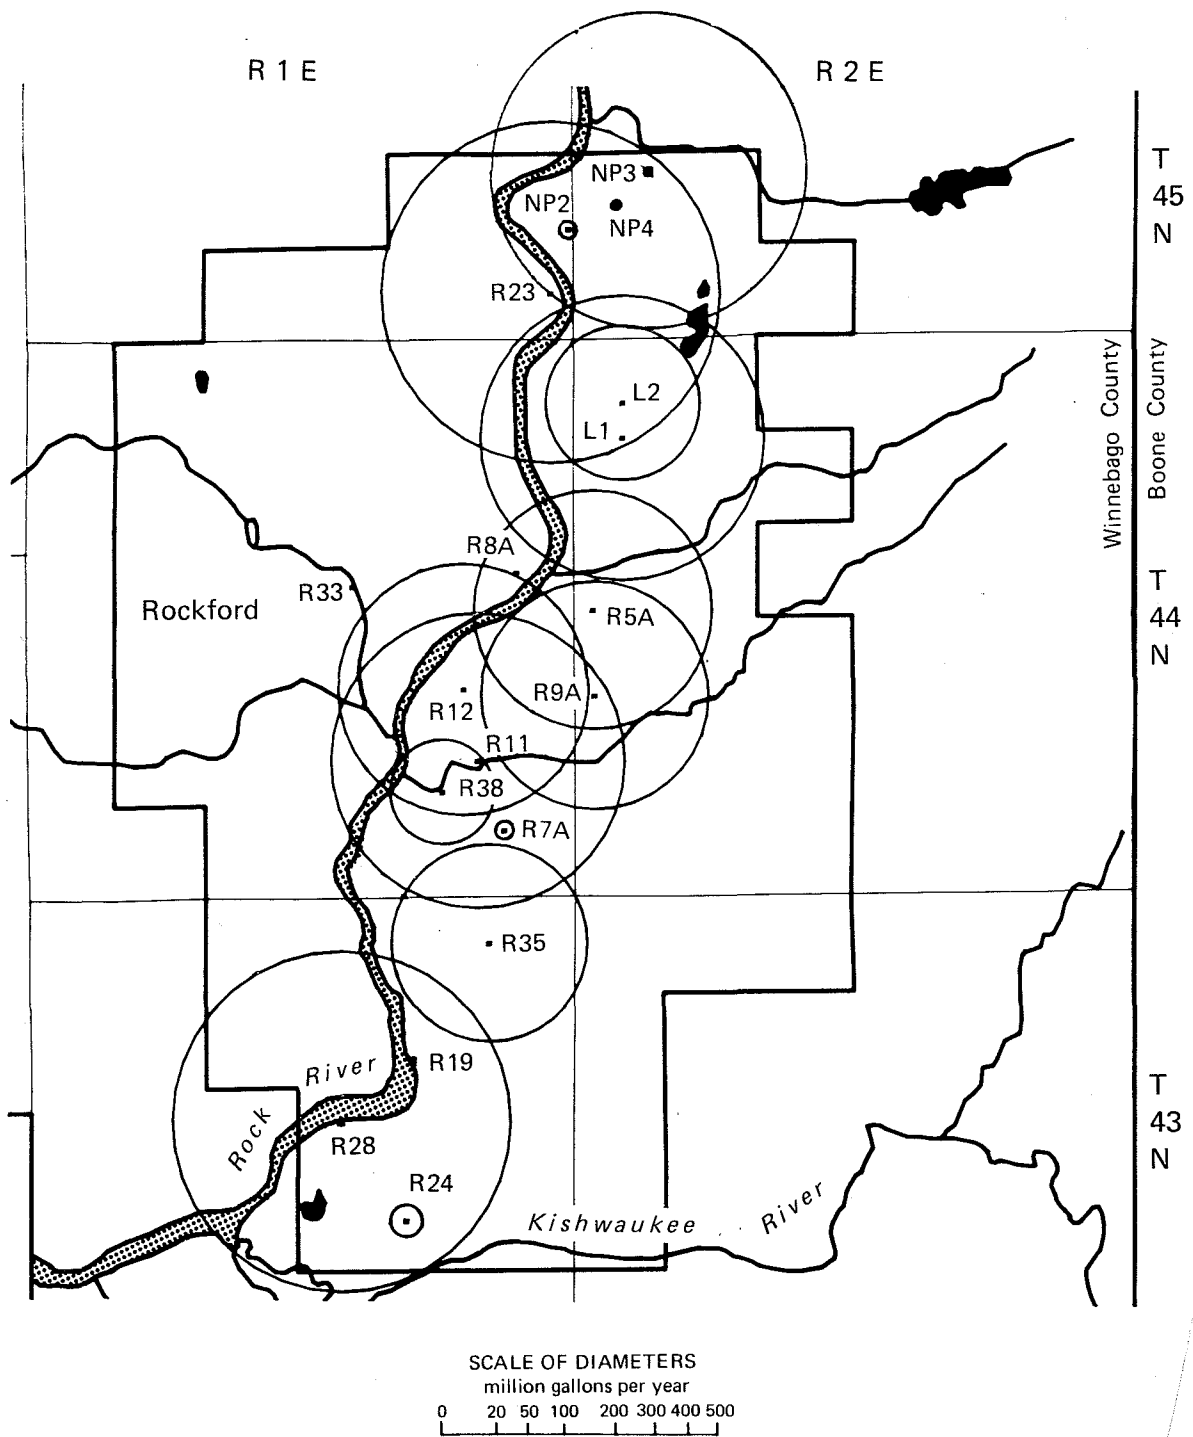 R 1 E
R 2 E
T
45
N
NP3
NP2
NP4
R23
L2
L1
Winnebago County
Boone County
R8A
R33
Rockford
R5A
T
44
N
R9A
R12
R11
R38
R7A
R35
River
R19
Rock
R28
R24
T
43
N
Kishwaukee
River
SCALE OF DIAMETERS
million gallons per year
0 20 50 100 200 300 400 500